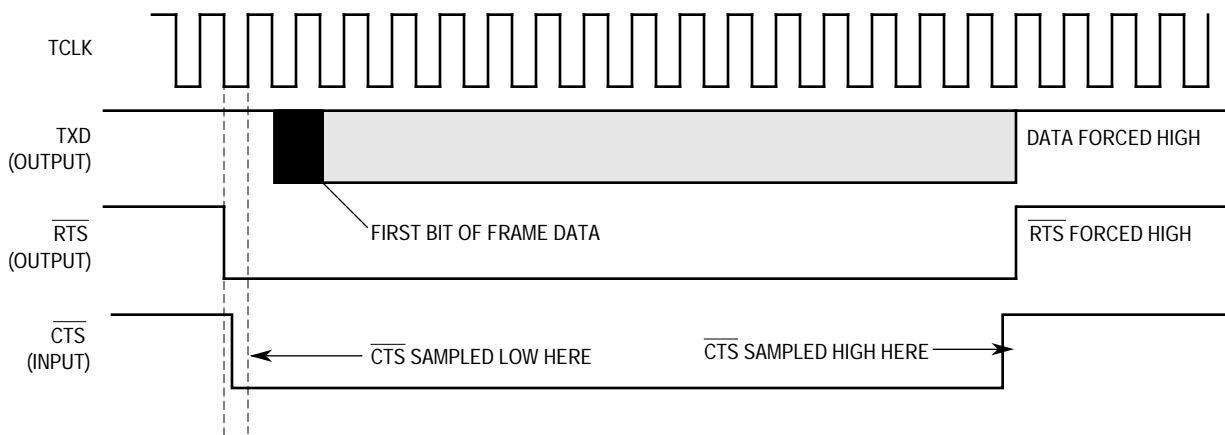 TCLK
TXD
(OUTPUT)
DATA FORCED HIGH
FIRST BIT OF FRAME DATA
RTS
(OUTPUT)
RTS FORCED HIGH
CTS
(INPUT)
CTS SAMPLED LOW HERE
CTS SAMPLED HIGH HERE